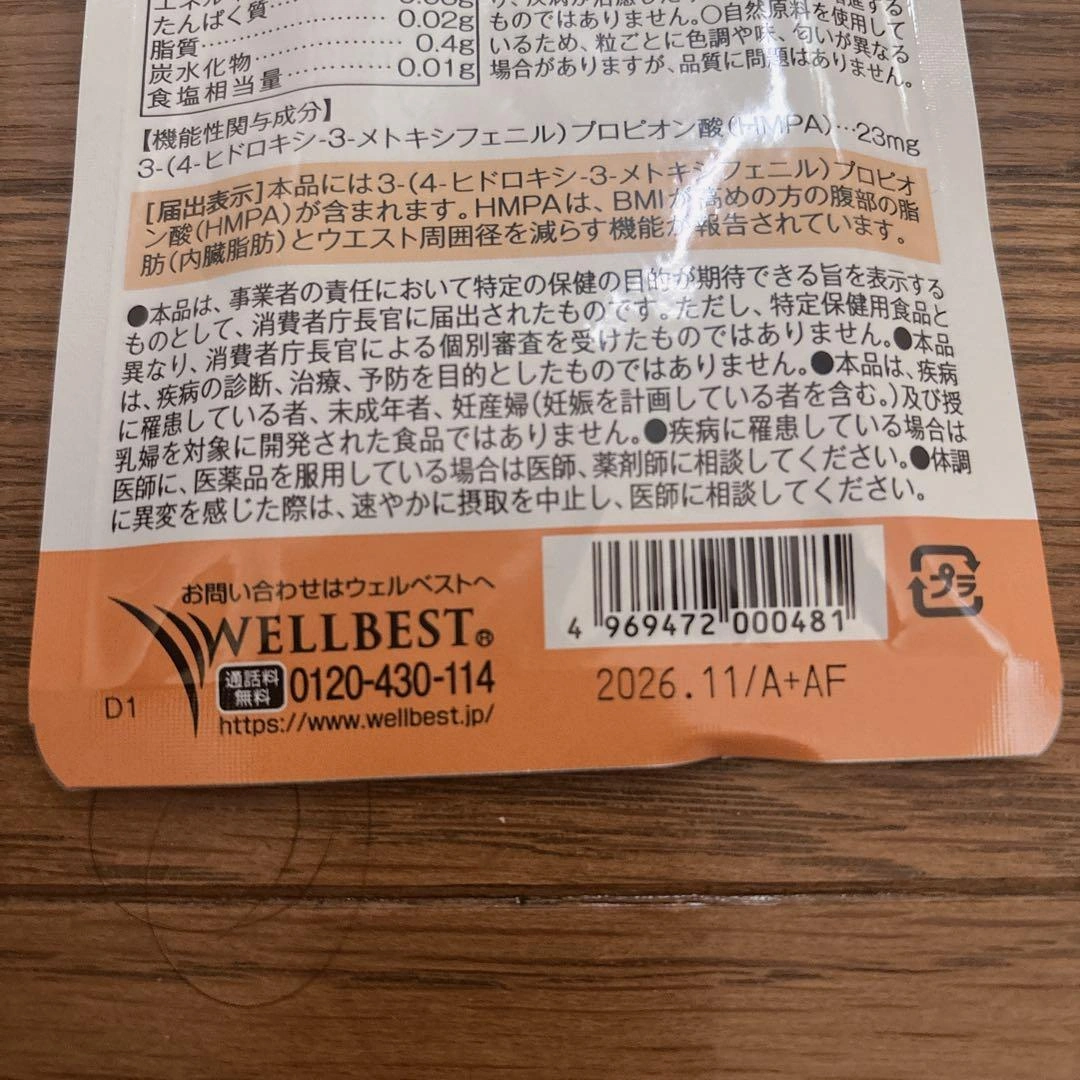 たんぱく質……………… 0.02g
脂質…………………… 0.4g
炭水化物……………… 0.01g
食塩相当量
ものではありません。○自然原料を使用して
いるため、粒ごとに色調や味、匂いが異なる
場合がありますが、品質に問題はありません。
【機能性関与成分】
3-(4-ヒドロキシ-3-メトキシフェニル)プロピオン酸(HMPA)…23mg
[届出表示]本品には3-(4-ヒドロキシ-3-メトキシフェニル)プロピオ
ン酸(HMPA)が含まれます。HMPAは、BMIが高めの方の腹部の脂
肪(内臓脂肪)とウエスト周囲径を減らす機能が報告されています。
●本品は、事業者の責任において特定の保健の目的が期待できる旨を表示する
ものとして、消費者庁長官に届出されたものです。ただし、特定保健用食品と
異なり、消費者庁長官による個別審査を受けたものではありません。●本品
は、疾病の診断、治療、予防を目的としたものではありません。●本品は、疾病
に罹患している者、未成年者、妊産婦(妊娠を計画している者を含む。)及び授
乳婦を対象に開発された食品ではありません。●疾病に罹患している場合は
医師に、医薬品を服用している場合は医師、薬剤師に相談してください。●体調
に異変を感じた際は、速やかに摂取を中止し、医師に相談してください。
お問い合わせはウェルベストへ
WELLBEST®
通話料無料 0120-430-114
https://www.wellbest.jp/
D1
4 969472 000481
2026.11/A+AF
プラ